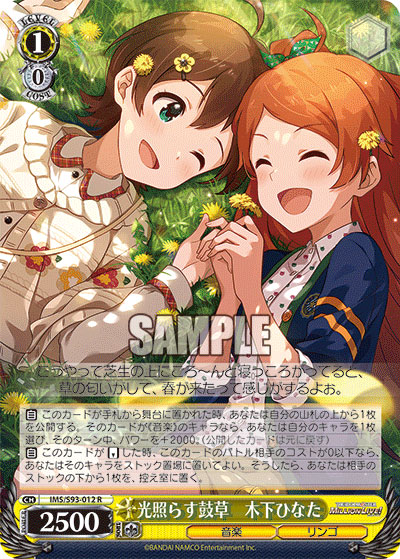 LEVEL
1
0
COST
SAMPLE
こうやって芝生の上にごろ〜んと寝っころがってると、
草の匂いがして、春が来たって感じがするよぉ。
自 このカードが手札から舞台に置かれた時、あなたは自分の山札の上から1枚を
公開する。そのカードが《音楽》のキャラなら、あなたは自分のキャラを1枚
選び、そのターン中、パワーを+2000。(公開したカードは元に戻す)
自 このカードが した時、このカードのバトル相手のコストが0以下なら、
あなたはそのキャラをストック置場に置いてよい。そうしたら、あなたは相手の
ストックの下から1枚を、控え室に置く。
CH IMS/S93-012 R
光照らす鼓草 木下ひなた
POWER
2500
SOUL
音楽
リンゴ
THE IDOLM@STER
MILLION LIVE!
©BANDAI NAMCO Entertainment Inc.